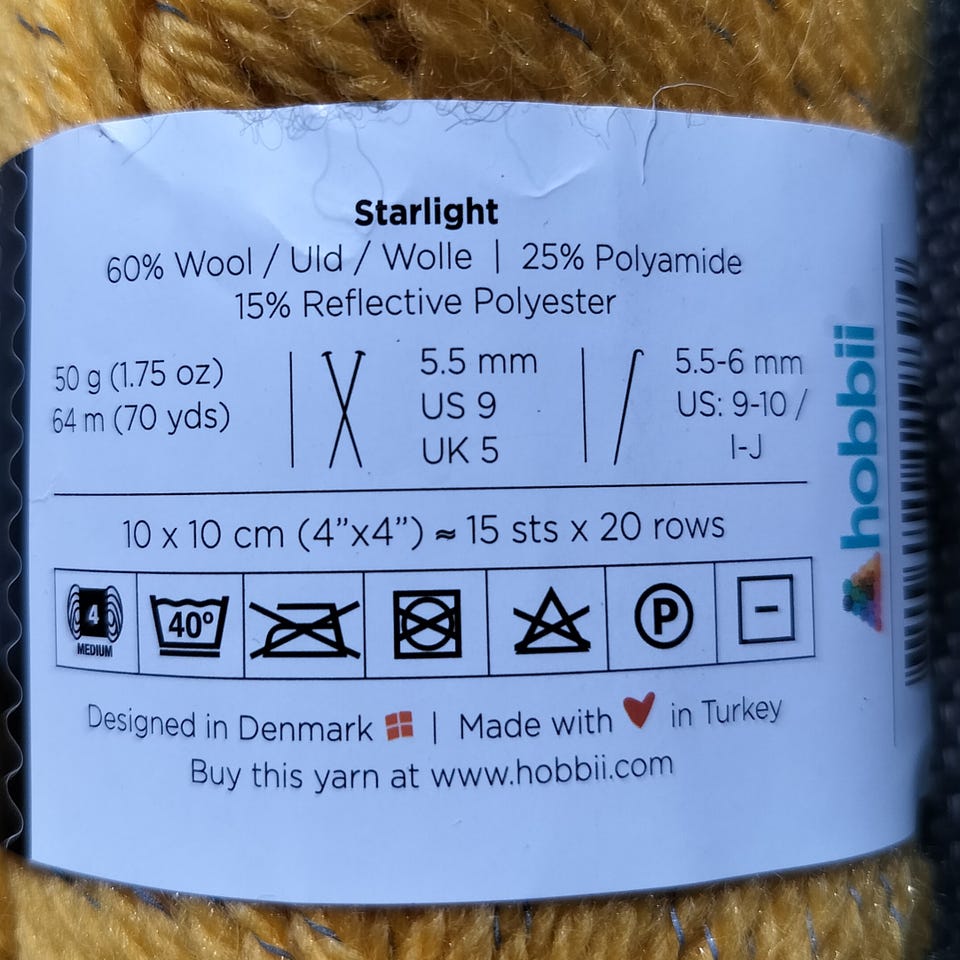 Starlight
60% Wool / Uld / Wolle | 25% Polyamide
15% Reflective Polyester
50 g (1.75 oz)
64 m (70 yds)
5.5 mm
US 9
UK 5
5.5-6 mm
US: 9-10 /
I-J
10 x 10 cm (4”x4”) ≈ 15 sts x 20 rows
4
MEDIUM
40º
P
Designed in Denmark | Made with in Turkey
Buy this yarn at www.hobbii.com
hobbii